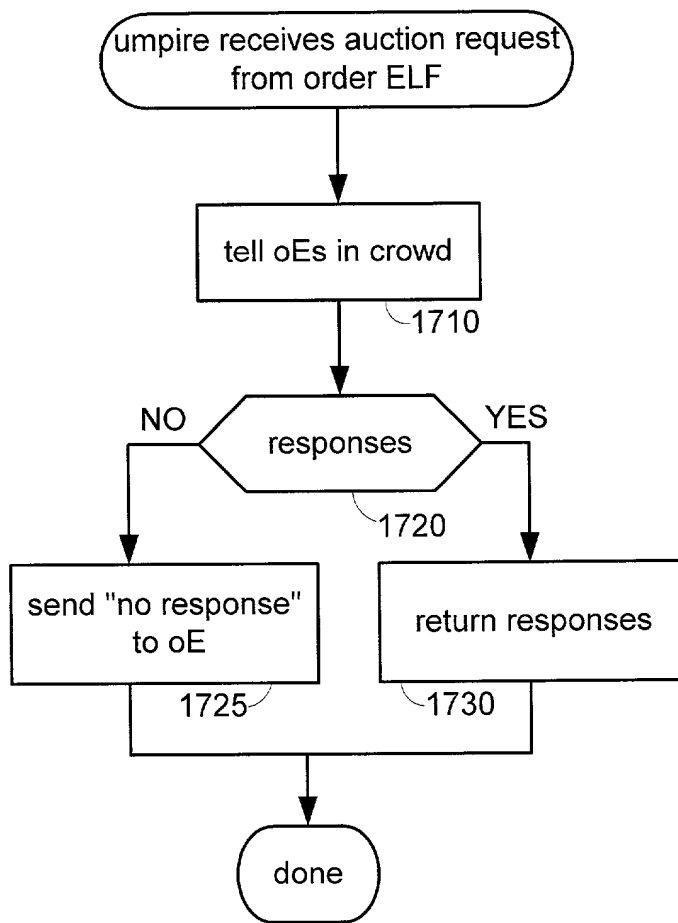 umpire receives auction request
from order ELF
tell oEs in crowd
1710
NO
YES
responses
1720
send "no response"
to oE
return responses
1725
1730
done